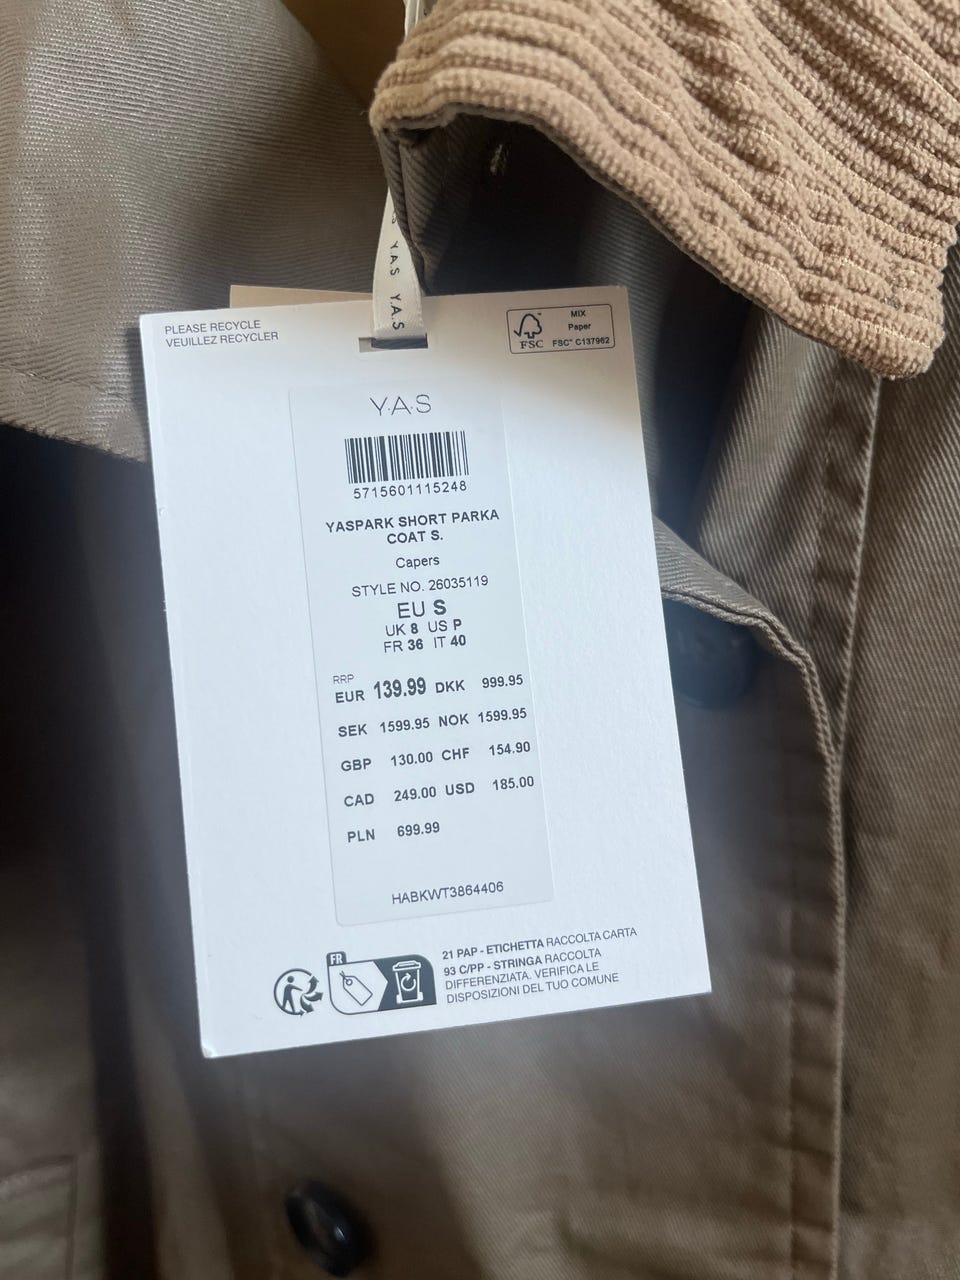 Y.A.S Y.A.S
PLEASE RECYCLE
VEUILLEZ RECYCLER
FSC
MIX
Paper
FSC™ C137962
Y.A.S
5715601115248
YASPARK SHORT PARKA
COAT S.
Capers
STYLE NO. 26035119
EU S
UK 8 US P
FR 36 IT 40
RRP
EUR 139.99 DKK 999.95
SEK 1599.95 NOK 1599.95
GBP 130.00 CHF 154.90
CAD 249.00 USD 185.00
PLN 699.99
HABKWT3864406
FR
21 PAP - ETICHETTA RACCOLTA CARTA
93 C/PP - STRINGA RACCOLTA
DIFFERENZIATA. VERIFICA LE
DISPOSIZIONI DEL TUO COMUNE